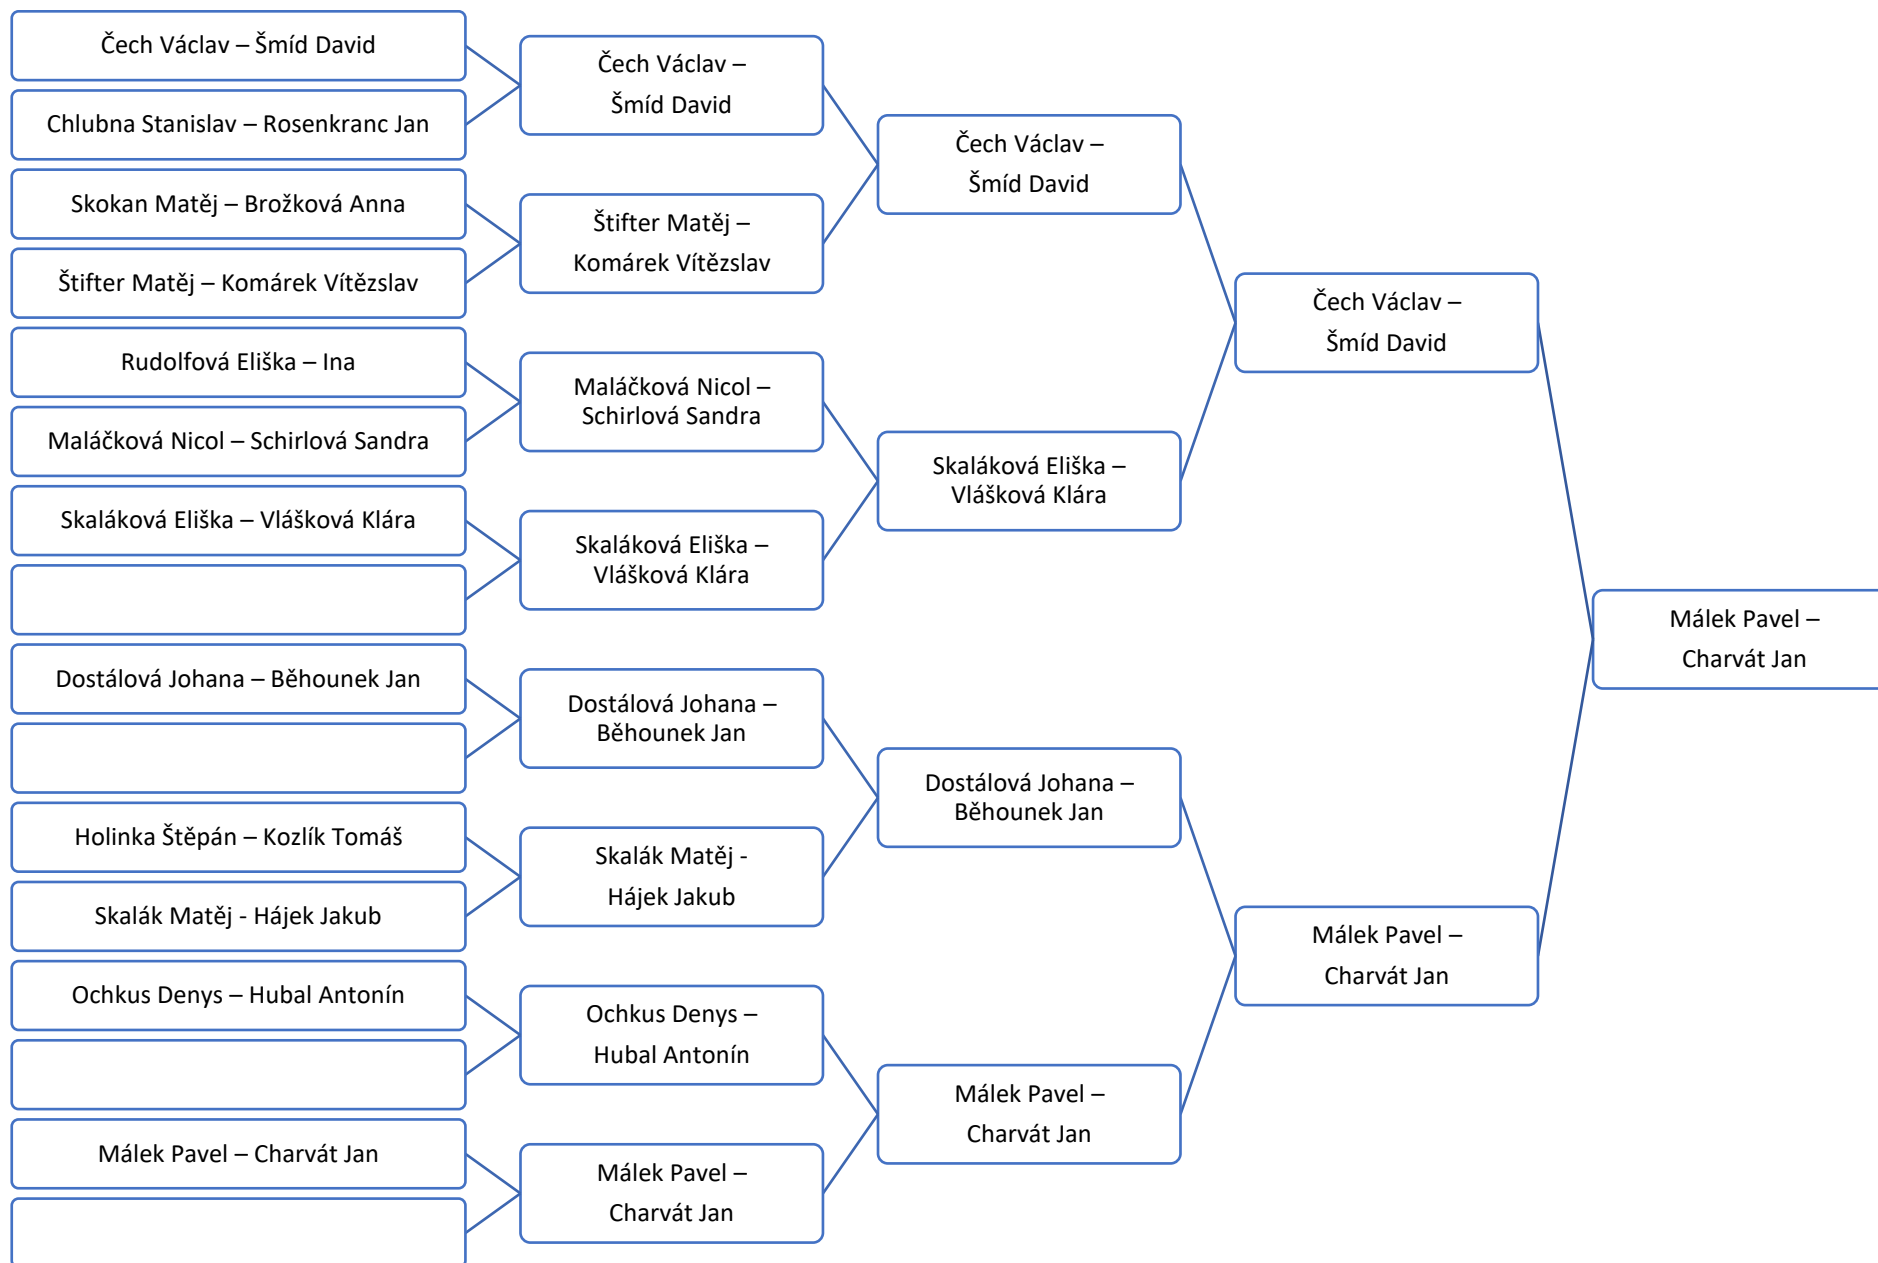 Čech Václav – Šmíd David
Chlubna Stanislav – Rosenkranc Jan
Skokan Matěj – Brožková Anna
Štifter Matěj – Komárek Vítězslav
Rudolfová Eliška – Ina
Maláčková Nicol – Schirlová Sandra
Skaláková Eliška – Vlášková Klára
Dostálová Johana – Běhounek Jan
Holinka Štěpán – Kozlík Tomáš
Skalák Matěj - Hájek Jakub
Ochkus Denys – Hubal Antonín
Málek Pavel – Charvát Jan
Čech Václav –
Šmíd David
Štifter Matěj –
Komárek Vítězslav
Maláčková Nicol –
Schirlová Sandra
Skaláková Eliška –
Vlášková Klára
Dostálová Johana –
Běhounek Jan
Skalák Matěj -
Hájek Jakub
Ochkus Denys –
Hubal Antonín
Málek Pavel –
Charvát Jan
Čech Václav –
Šmíd David
Skaláková Eliška –
Vlášková Klára
Dostálová Johana –
Běhounek Jan
Málek Pavel –
Charvát Jan
Čech Václav –
Šmíd David
Málek Pavel –
Charvát Jan
Málek Pavel –
Charvát Jan